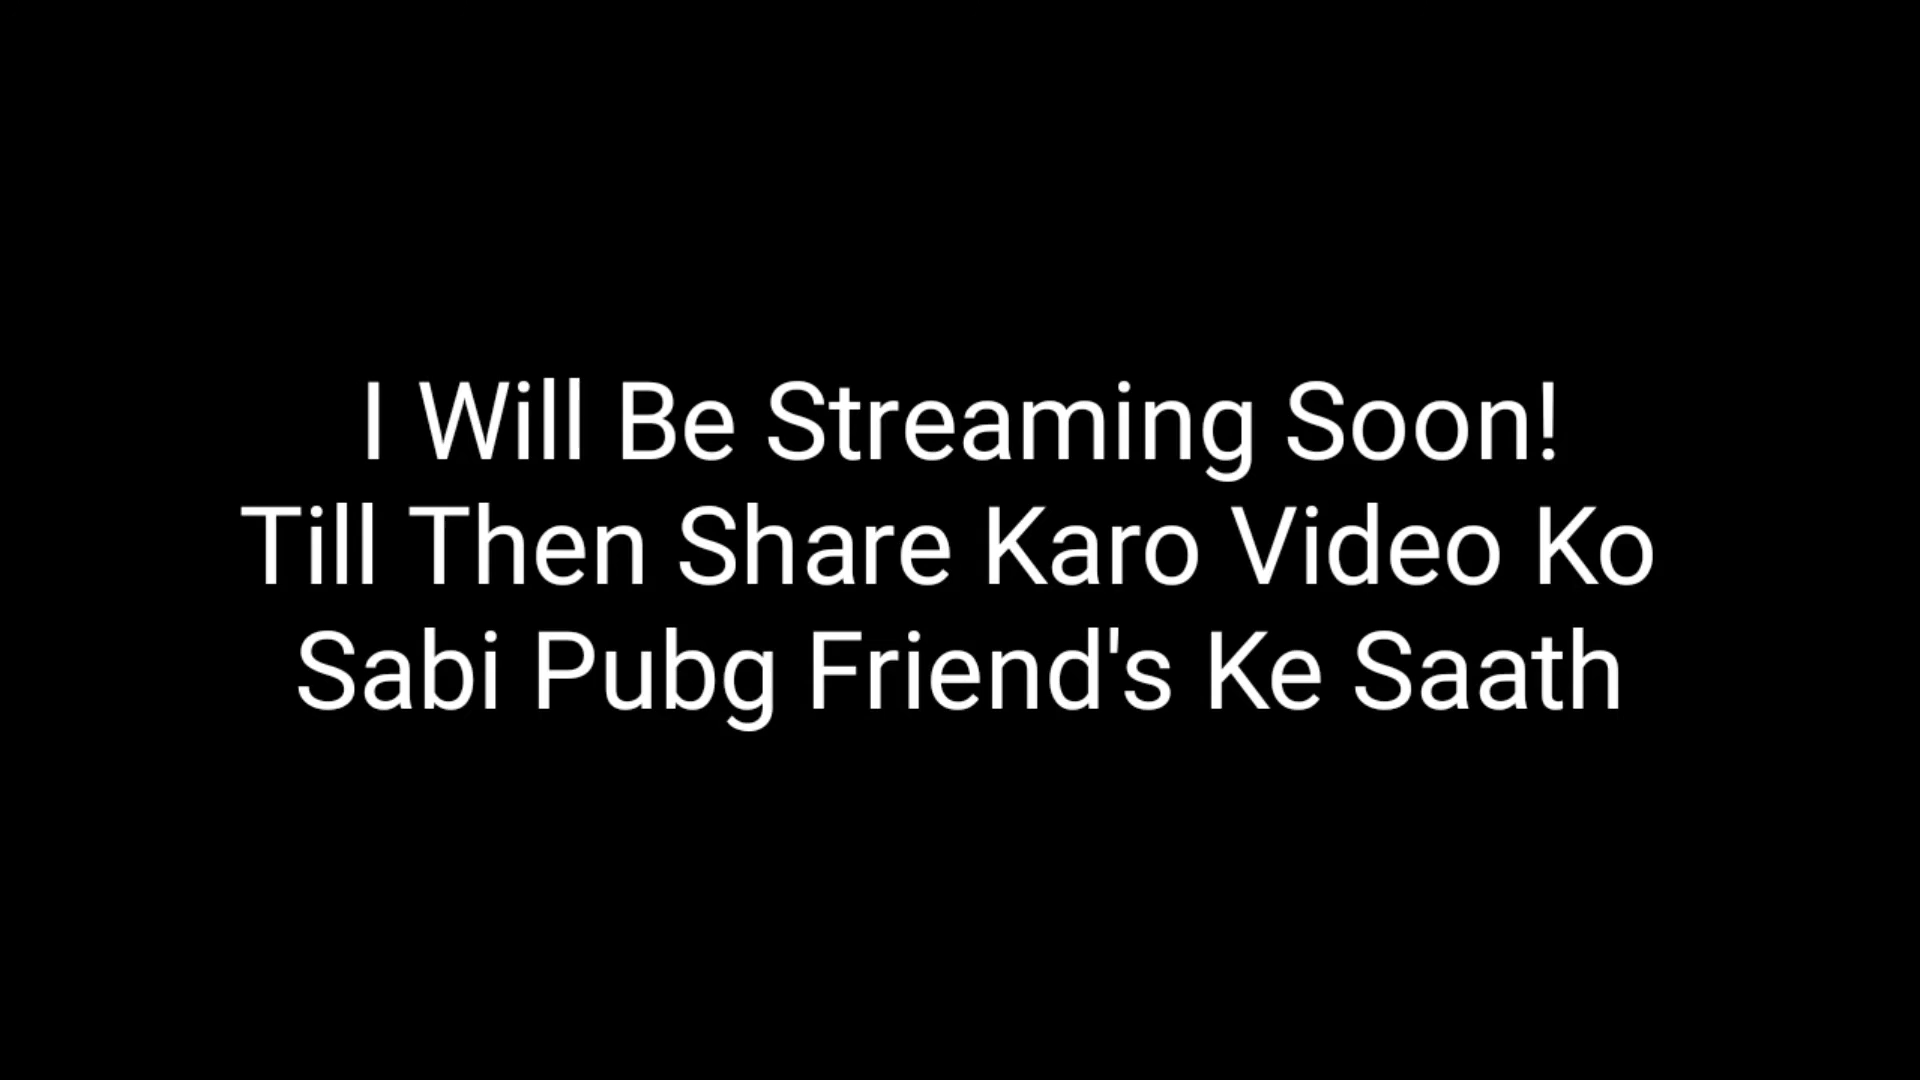 I Will Be Streaming Soon!
Till Then Share Karo Video Ko
Sabi Pubg Friend's Ke Saath